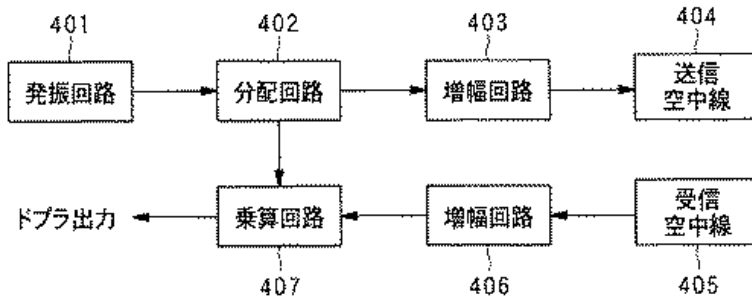 401
402
403
404
発振回路
分配回路
増幅回路
送信
空中線
ドプラ出力
乗算回路
増幅回路
受信
空中線
407
406
405